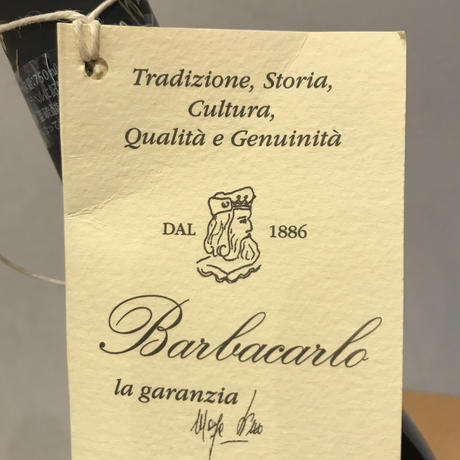 Tradizione, Storia,
Cultura,
Qualità e Genuinità
DAL 1886
Barbacarlo
la garanzia